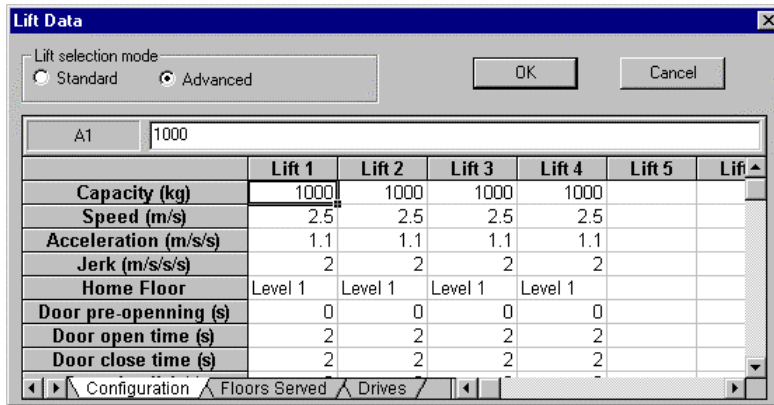 Lift Data
Lift selection mode
Standard Advanced OK Cancel
A1 1000
Lift 1 Lift 2 Lift 3 Lift 4 Lift 5 Lift
Capacity (kg) 1000 1000 1000 1000
Speed (m/s) 2.5 2.5 2.5 2.5
Acceleration (m/s/s) 1.1 1.1 1.1 1.1
Jerk (m/s/s/s) 2 2 2 2
Home Floor Level 1 Level 1 Level 1 Level 1
Door pre-openning (s) 0 0 0 0
Door open time (s) 2 2 2 2
Door close time (s) 2 2 2 2
Configuration Floors Served Drives